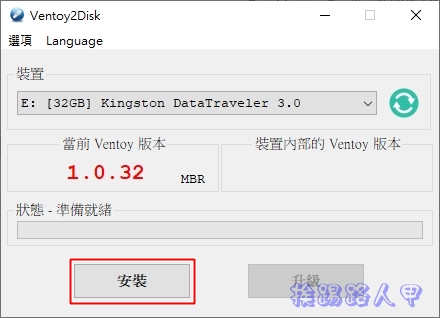 Ventoy2Disk
選項 Language
裝置
E: [32GB] Kingston DataTraveler 3.0
當前 Ventoy 版本
裝置內部的 Ventoy 版本
1.0.32
MBR
狀態 - 準備就緒
安裝
升級
挨踢路人甲